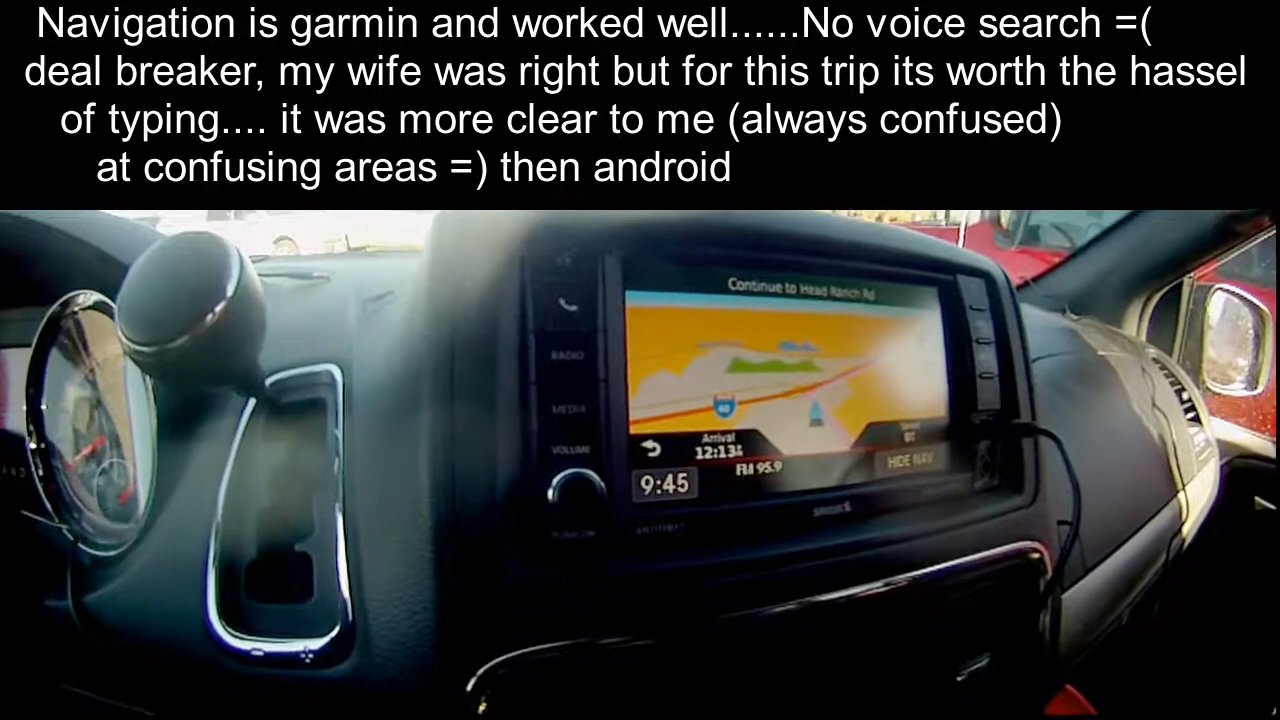 Navigation is garmin and worked well......No voice search =(
deal breaker, my wife was right but for this trip its worth the hassel
of typing.... it was more clear to me (always confused)
at confusing areas =) then android
Continue to Head Ranch Rd
RADIO
MEDIA
VOLUME
40
Arrival
12:13
FM 95.9
HIDE NAV
9:45